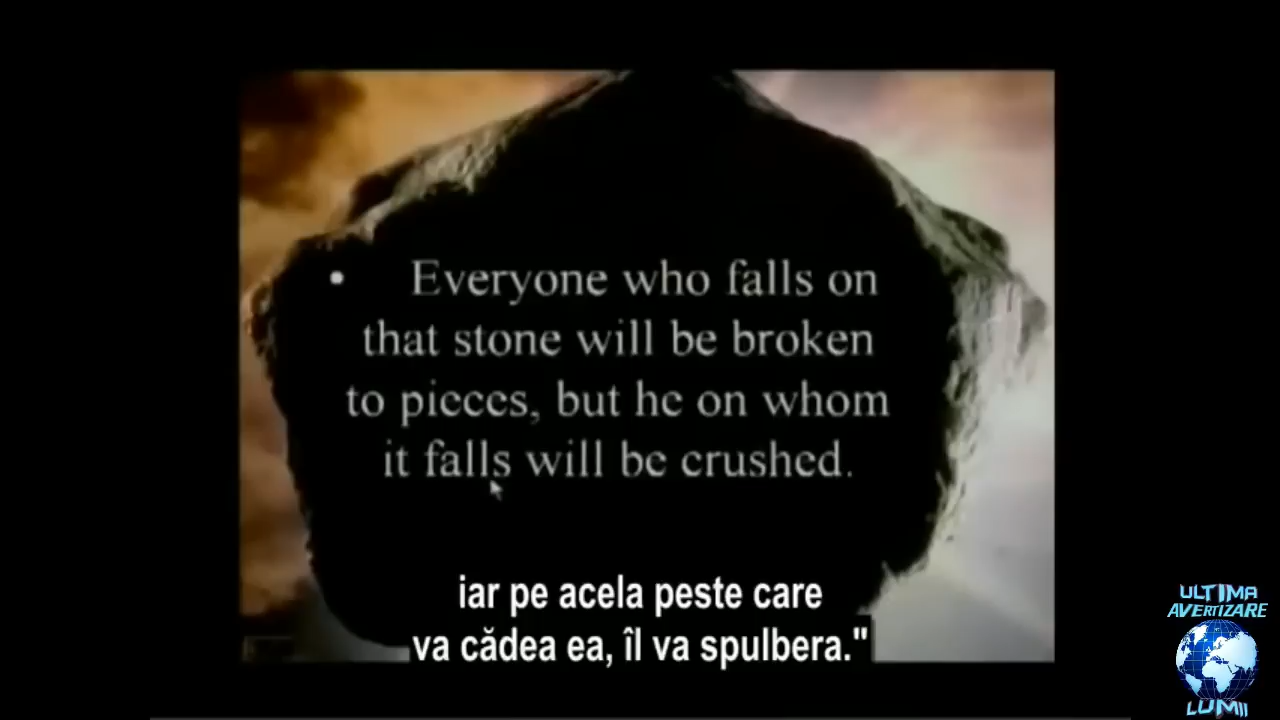 • Everyone who falls on
that stone will be broken
to pieces, but he on whom
it falls will be crushed.
iar pe acela peste care
va cădea ea, îl va spulbera."
ULTIMA
AVERTIZARE
LUMII